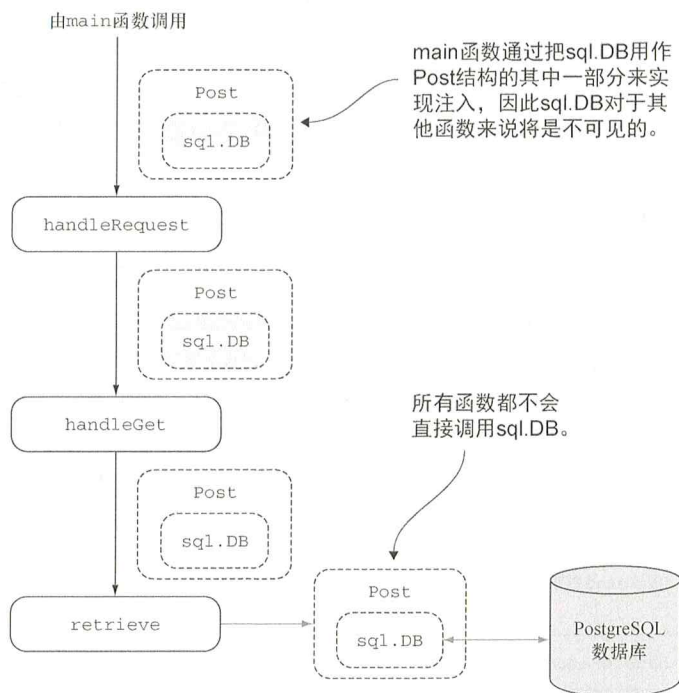 由main函数调用
main函数通过把sql.DB用作
Post结构的其中一部分来实
现注入，因此sql.DB对于其
他函数来说将是不可见的。
Post
sql.DB
handleRequest
Post
sql.DB
handleGet
所有函数都不会
直接调用sql.DB。
Post
sql.DB
retrieve
Post
sql.DB
PostgreSQL
数据库